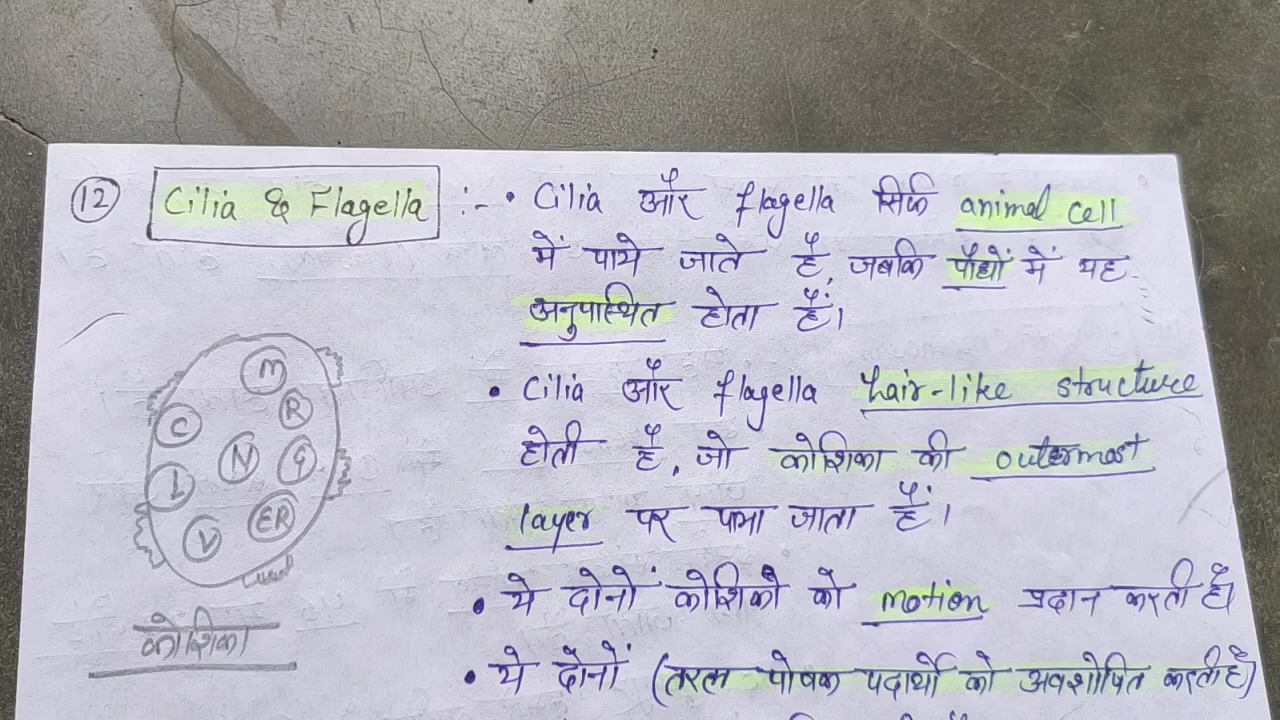 12 Cilia & Flagella :- • Cilia और flagella सिर्फ animal cell
में पाये जाते है, जबकि पौधों में यह
अनुपास्थित होता हैं।
• Cilia और flagella hair-like structure
होती है, जो कोशिका की outermost
layer पर पाया जाता हैं।
• ये दोनों कोशिको को motion प्रदान करती है।
• ये दोनों (तरल पोषक पदार्थो को अवशोषित करती है)
M
R
C
N
G
L
ER
V
कोशिका